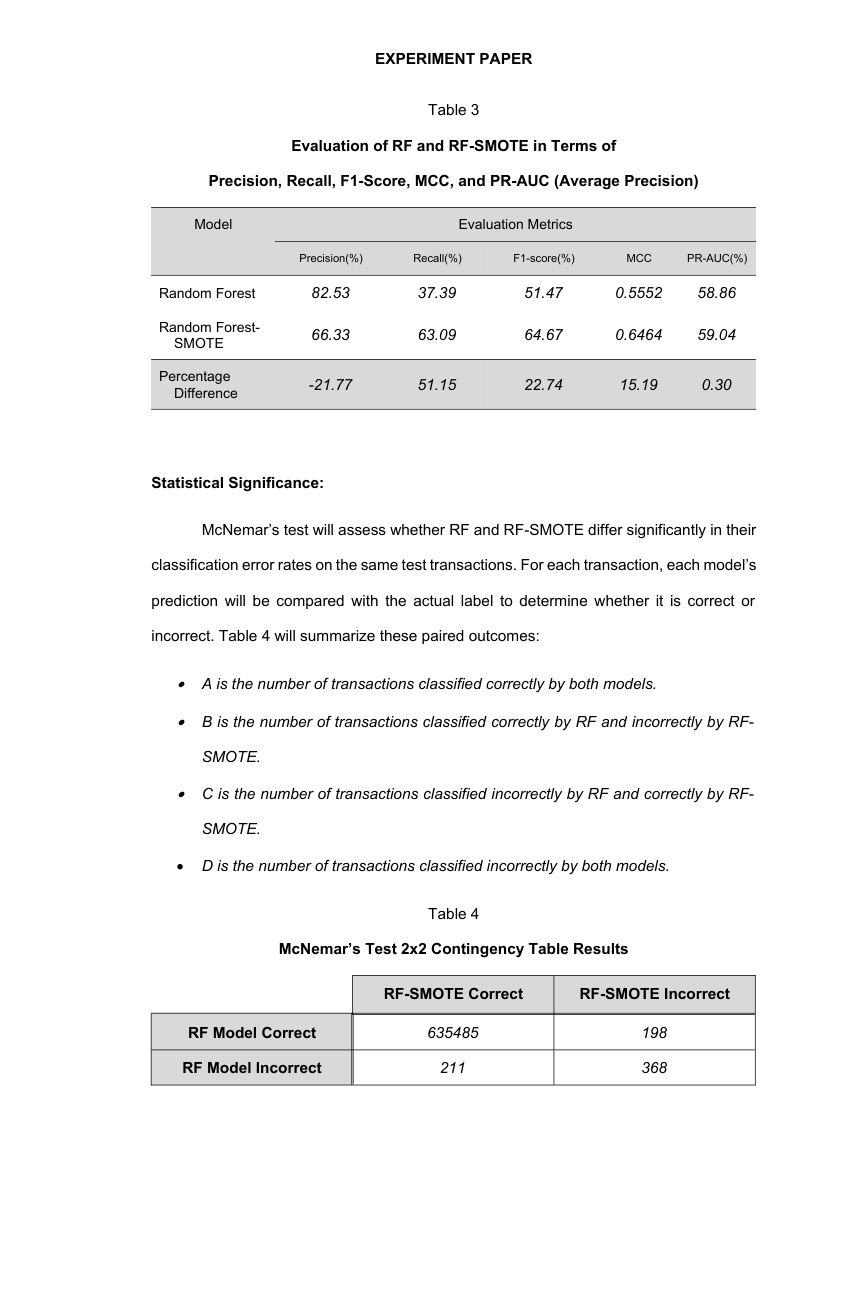 EXPERIMENT PAPER
Table 3
Evaluation of RF and RF-SMOTE in Terms of
Precision, Recall, F1-Score, MCC, and PR-AUC (Average Precision)
Model Evaluation Metrics
Precision(%) Recall(%) F1-score(%) MCC PR-AUC(%)
Random Forest 82.53 37.39 51.47 0.5552 58.86
Random Forest-
SMOTE 66.33 63.09 64.67 0.6464 59.04
Percentage
Difference -21.77 51.15 22.74 15.19 0.30
Statistical Significance:
McNemar’s test will assess whether RF and RF-SMOTE differ significantly in their
classification error rates on the same test transactions. For each transaction, each model’s
prediction will be compared with the actual label to determine whether it is correct or
incorrect. Table 4 will summarize these paired outcomes:
• A is the number of transactions classified correctly by both models.
• B is the number of transactions classified correctly by RF and incorrectly by RF-
SMOTE.
• C is the number of transactions classified incorrectly by RF and correctly by RF-
SMOTE.
• D is the number of transactions classified incorrectly by both models.
Table 4
McNemar’s Test 2x2 Contingency Table Results
RF-SMOTE Correct RF-SMOTE Incorrect
RF Model Correct 635485 198
RF Model Incorrect 211 368